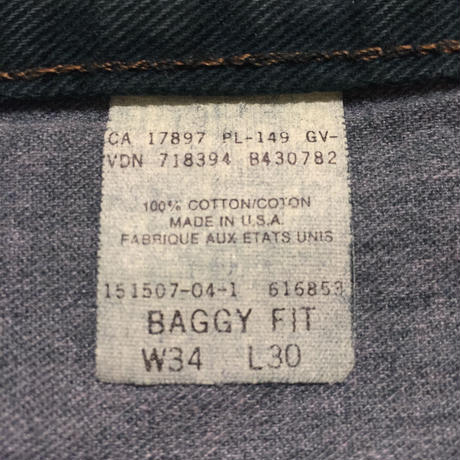 CA 17897 PL-149 GV-
VDN 718394 B430782
100% COTTON/COTON
MADE IN U.S.A.
FABRIQUE AUX ETATS UNIS
151507-04-1 616853
BAGGY FIT
W34 L30